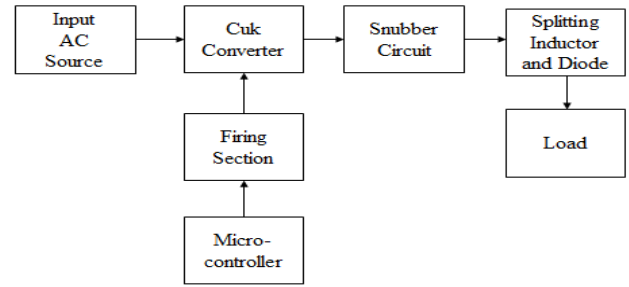 Input
AC
Source
Cuk
Converter
Snubber
Circuit
Splitting
Inductor
and Diode
Firing
Section
Load
Micro-
controller